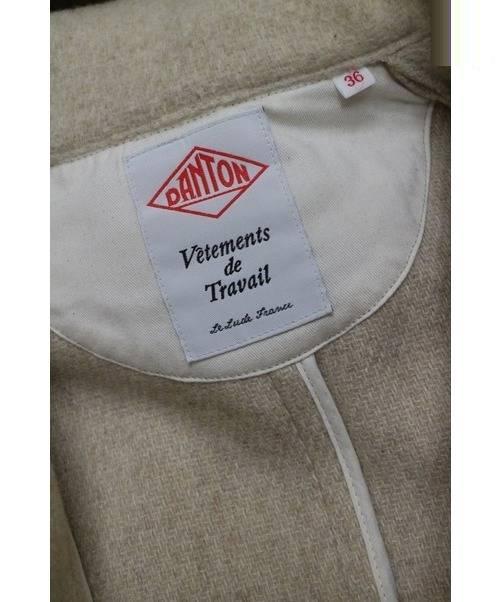 36
DANTON
Vêtements
de
Travail
Le Lude France